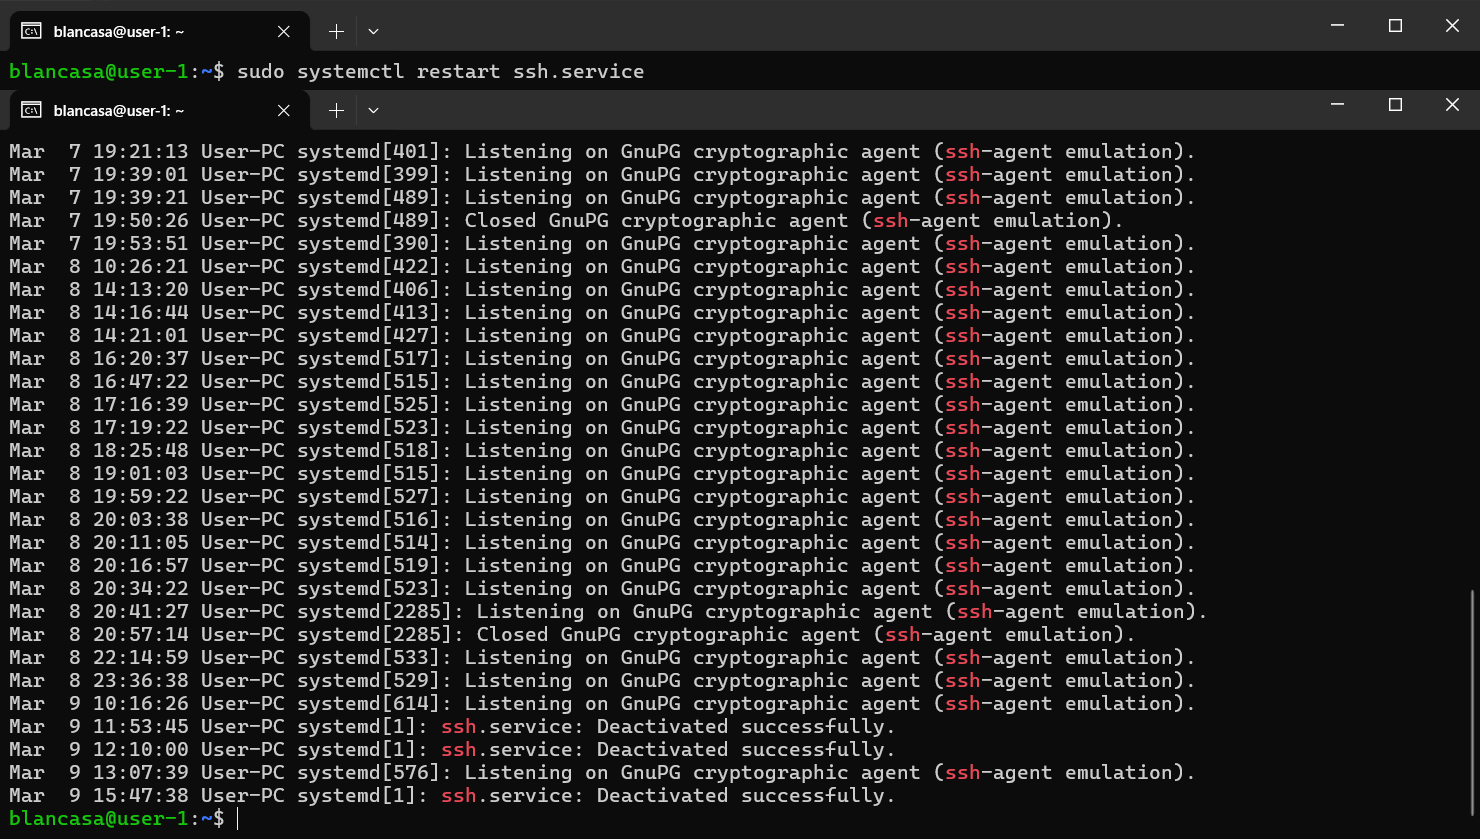 blancasa@user-1: ~
blancasa@user-1:~$ sudo systemctl restart ssh.service
blancasa@user-1: ~
Mar  7 19:21:13 User-PC systemd[401]: Listening on GnuPG cryptographic agent (ssh-agent emulation).
Mar  7 19:39:01 User-PC systemd[399]: Listening on GnuPG cryptographic agent (ssh-agent emulation).
Mar  7 19:39:21 User-PC systemd[489]: Listening on GnuPG cryptographic agent (ssh-agent emulation).
Mar  7 19:50:26 User-PC systemd[489]: Closed GnuPG cryptographic agent (ssh-agent emulation).
Mar  7 19:53:51 User-PC systemd[390]: Listening on GnuPG cryptographic agent (ssh-agent emulation).
Mar  8 10:26:21 User-PC systemd[422]: Listening on GnuPG cryptographic agent (ssh-agent emulation).
Mar  8 14:13:20 User-PC systemd[406]: Listening on GnuPG cryptographic agent (ssh-agent emulation).
Mar  8 14:16:44 User-PC systemd[413]: Listening on GnuPG cryptographic agent (ssh-agent emulation).
Mar  8 14:21:01 User-PC systemd[427]: Listening on GnuPG cryptographic agent (ssh-agent emulation).
Mar  8 16:20:37 User-PC systemd[517]: Listening on GnuPG cryptographic agent (ssh-agent emulation).
Mar  8 16:47:22 User-PC systemd[515]: Listening on GnuPG cryptographic agent (ssh-agent emulation).
Mar  8 17:16:39 User-PC systemd[525]: Listening on GnuPG cryptographic agent (ssh-agent emulation).
Mar  8 17:19:22 User-PC systemd[523]: Listening on GnuPG cryptographic agent (ssh-agent emulation).
Mar  8 18:25:48 User-PC systemd[518]: Listening on GnuPG cryptographic agent (ssh-agent emulation).
Mar  8 19:01:03 User-PC systemd[515]: Listening on GnuPG cryptographic agent (ssh-agent emulation).
Mar  8 19:59:22 User-PC systemd[527]: Listening on GnuPG cryptographic agent (ssh-agent emulation).
Mar  8 20:03:38 User-PC systemd[516]: Listening on GnuPG cryptographic agent (ssh-agent emulation).
Mar  8 20:11:05 User-PC systemd[514]: Listening on GnuPG cryptographic agent (ssh-agent emulation).
Mar  8 20:16:57 User-PC systemd[519]: Listening on GnuPG cryptographic agent (ssh-agent emulation).
Mar  8 20:34:22 User-PC systemd[523]: Listening on GnuPG cryptographic agent (ssh-agent emulation).
Mar  8 20:41:27 User-PC systemd[2285]: Listening on GnuPG cryptographic agent (ssh-agent emulation).
Mar  8 20:57:14 User-PC systemd[2285]: Closed GnuPG cryptographic agent (ssh-agent emulation).
Mar  8 22:14:59 User-PC systemd[533]: Listening on GnuPG cryptographic agent (ssh-agent emulation).
Mar  8 23:36:38 User-PC systemd[529]: Listening on GnuPG cryptographic agent (ssh-agent emulation).
Mar  9 10:16:26 User-PC systemd[614]: Listening on GnuPG cryptographic agent (ssh-agent emulation).
Mar  9 11:53:45 User-PC systemd[1]: ssh.service: Deactivated successfully.
Mar  9 12:10:00 User-PC systemd[1]: ssh.service: Deactivated successfully.
Mar  9 13:07:39 User-PC systemd[576]: Listening on GnuPG cryptographic agent (ssh-agent emulation).
Mar  9 15:47:38 User-PC systemd[1]: ssh.service: Deactivated successfully.
blancasa@user-1:~$